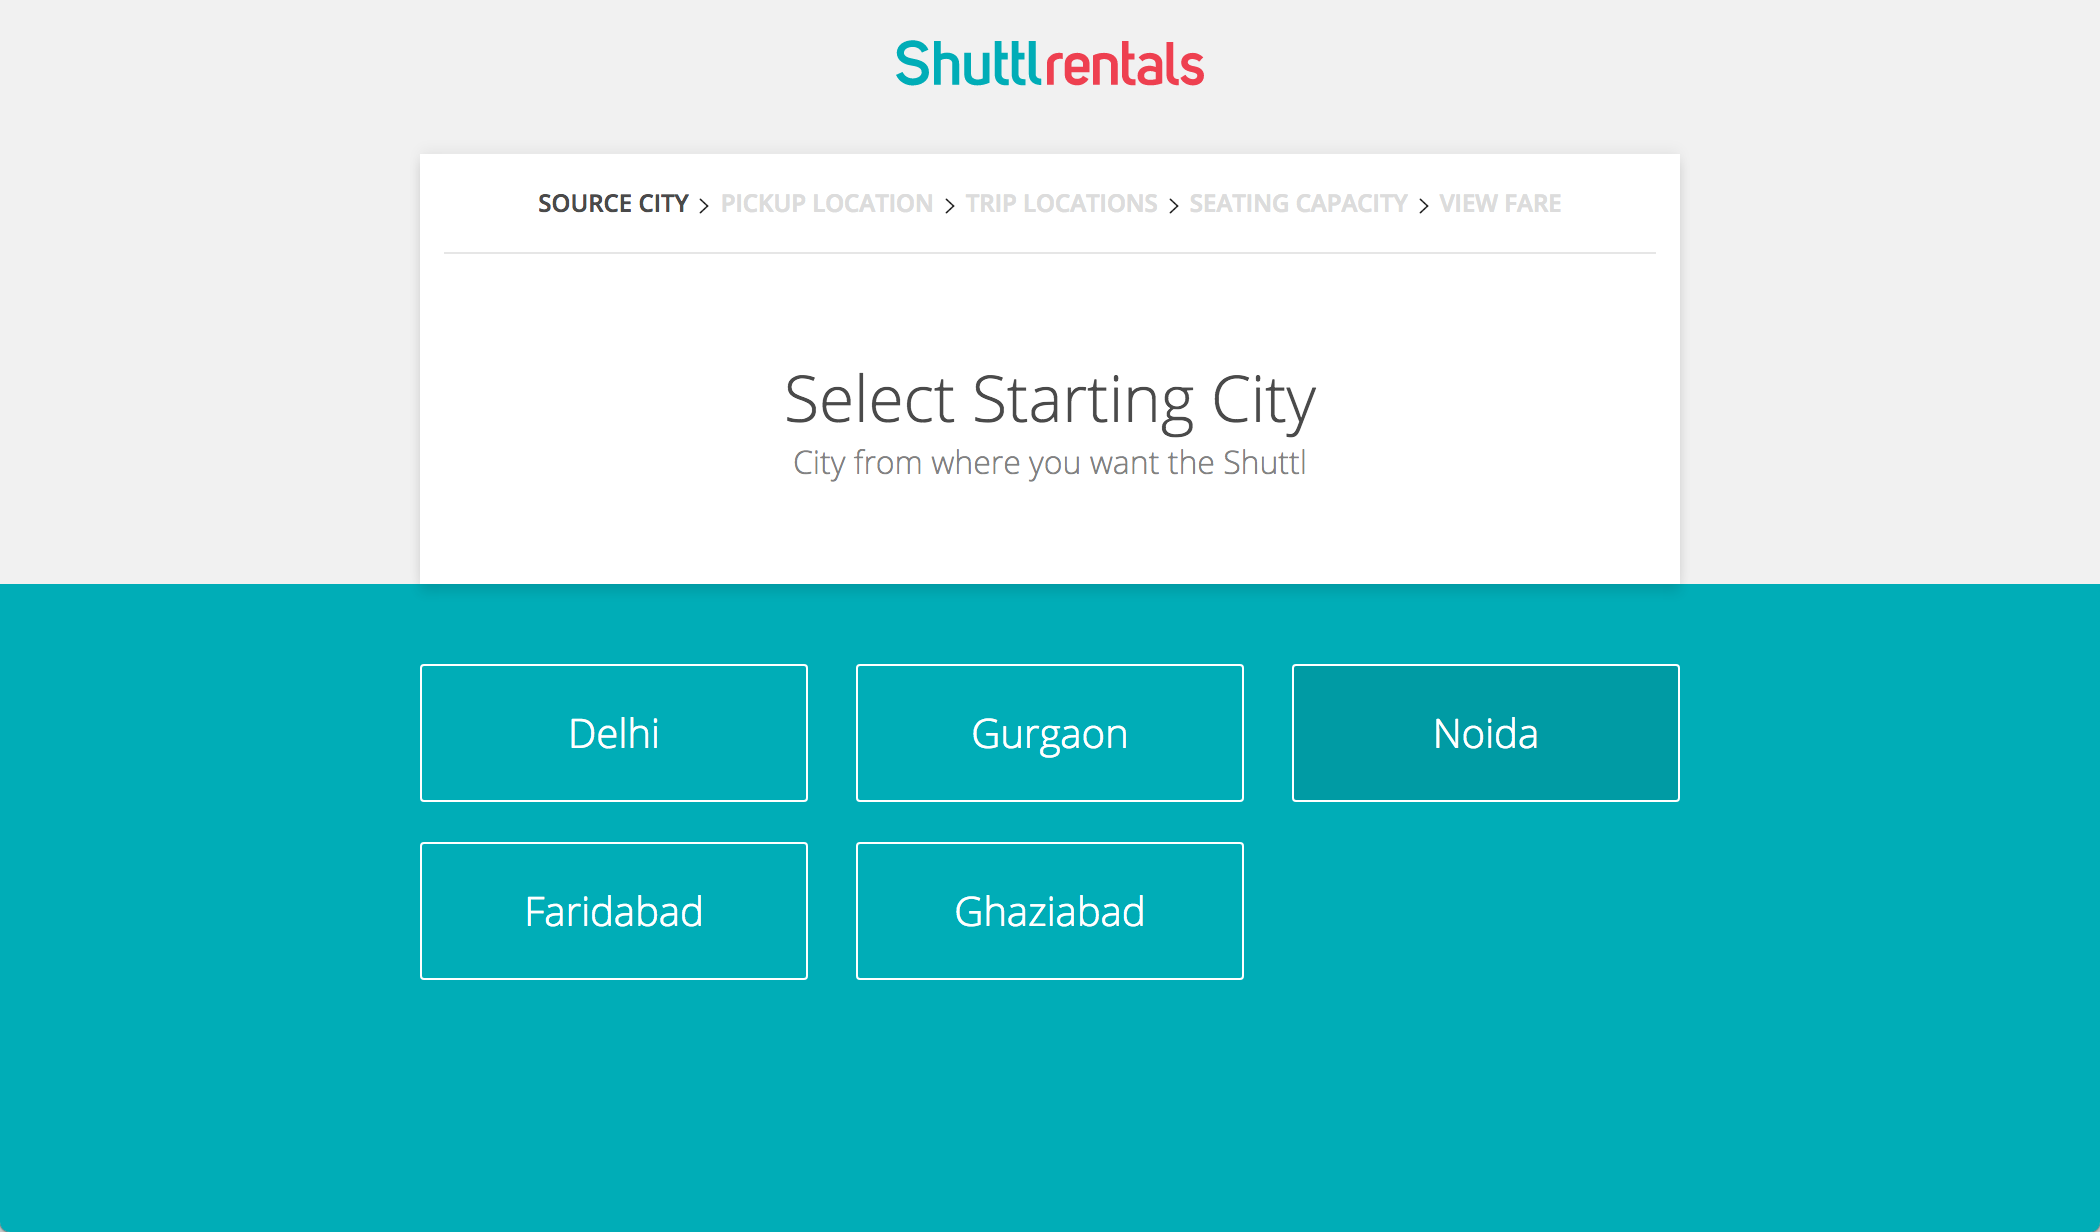 Shuttlrentals
SOURCE CITY > PICKUP LOCATION > TRIP LOCATIONS > SEATING CAPACITY > VIEW FARE
Select Starting City
City from where you want the Shuttl
Delhi
Gurgaon
Noida
Faridabad
Ghaziabad